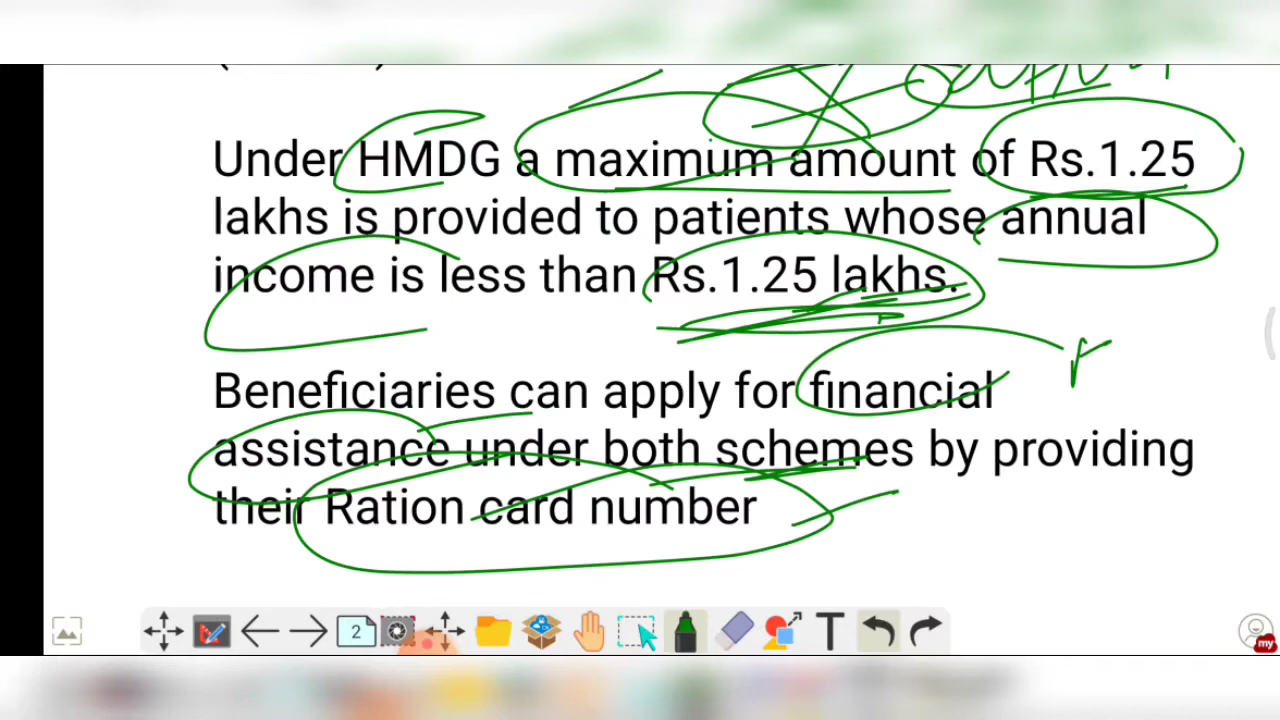 Under HMDG a maximum amount of Rs.1.25
lakhs is provided to patients whose annual
income is less than Rs.1.25 lakhs.
Beneficiaries can apply for financial
assistance under both schemes by providing
their Ration card number
2
T
my